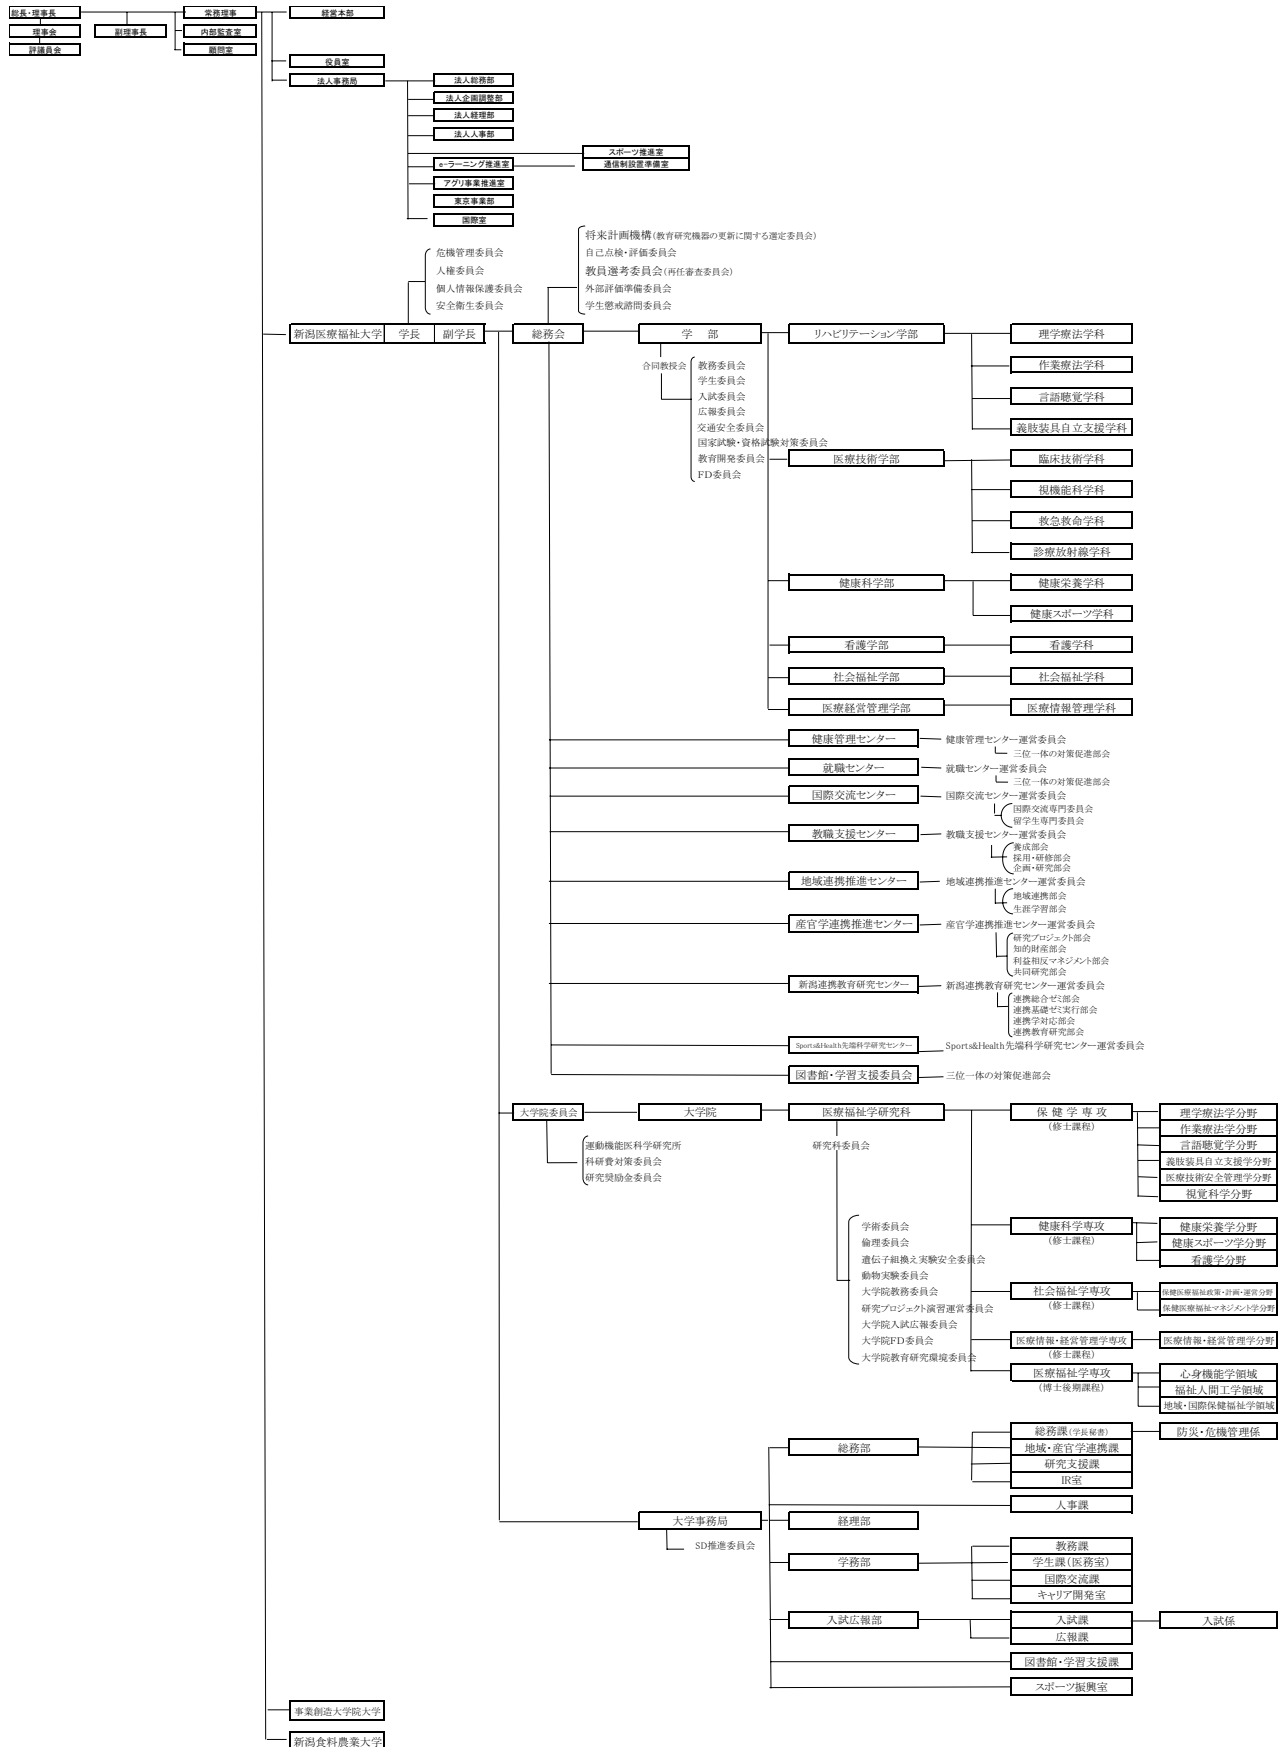 総長・理事長
常務理事
経営本部
理事会
副理事長
内部監査室
評議員会
顧問室
役員室
法人事務局
法人総務部
法人企画調整部
法人経理部
法人人事部
スポーツ推進室
e-ラーニング推進室
通信制設置準備室
アグリ事業推進室
東京事業部
国際室
将来計画機構(教育研究機器の更新に関する選定委員会)
自己点検・評価委員会
教員選考委員会(再任審査委員会)
外部評価準備委員会
学生懲戒諮問委員会
危機管理委員会
人権委員会
個人情報保護委員会
安全衛生委員会
新潟医療福祉大学
学長
副学長
総務会
学 部
リハビリテーション学部
理学療法学科
合同教授会
教務委員会
学生委員会
入試委員会
広報委員会
交通安全委員会
国家試験・資格試験対策委員会
教育開発委員会
FD委員会
作業療法学科
言語聴覚学科
義肢装具自立支援学科
医療技術学部
臨床技術学科
視機能科学科
救急救命学科
診療放射線学科
健康科学部
健康栄養学科
健康スポーツ学科
看護学部
看護学科
社会福祉学部
社会福祉学科
医療経営管理学部
医療情報管理学科
健康管理センター
健康管理センター運営委員会
三位一体の対策促進部会
就職センター
就職センター運営委員会
三位一体の対策促進部会
国際交流センター
国際交流センター運営委員会
国際交流専門委員会
留学生専門委員会
教職支援センター
教職支援センター運営委員会
養成部会
採用・研修部会
企画・研究部会
地域連携推進センター
地域連携推進センター運営委員会
地域連携部会
生涯学習部会
産官学連携推進センター
産官学連携推進センター運営委員会
研究プロジェクト部会
知的財産部会
利益相反マネジメント部会
共同研究部会
新潟連携教育研究センター
新潟連携教育研究センター運営委員会
連携総合ゼミ部会
連携基礎ゼミ実行部会
連携学対応部会
連携教育研究部会
Sports&Health先端科学研究センター
Sports&Health先端科学研究センター運営委員会
図書館・学習支援委員会
三位一体の対策促進部会
大学院委員会
大学院
医療福祉学研究科
保 健 学 専 攻
(修士課程)
理学療法学分野
作業療法学分野
言語聴覚学分野
義肢装具自立支援学分野
医療技術安全管理学分野
視覚科学分野
運動機能医科学研究所
科研費対策委員会
研究奨励金委員会
研究科委員会
学術委員会
倫理委員会
遺伝子組換え実験安全委員会
動物実験委員会
大学院教務委員会
研究プロジェクト演習運営委員会
大学院入試広報委員会
大学院FD委員会
大学院教育研究環境委員会
健康科学専攻
(修士課程)
健康栄養学分野
健康スポーツ学分野
看護学分野
社会福祉学専攻
(修士課程)
保健医療福祉政策・計画・運営分野
保健医療福祉マネジメント学分野
医療情報・経営管理学専攻
(修士課程)
医療情報・経営管理学分野
医療福祉学専攻
(博士後期課程)
心身機能学領域
福祉人間工学領域
地域・国際保健福祉学領域
総務部
総務課(学長秘書)
防災・危機管理係
地域・産官学連携課
研究支援課
IR室
人事課
大学事務局
経理部
SD推進委員会
学務部
教務課
学生課(医務室)
国際交流課
キャリア開発室
入試広報部
入試課
入試係
広報課
図書館・学習支援課
スポーツ振興室
事業創造大学院大学
新潟食料農業大学